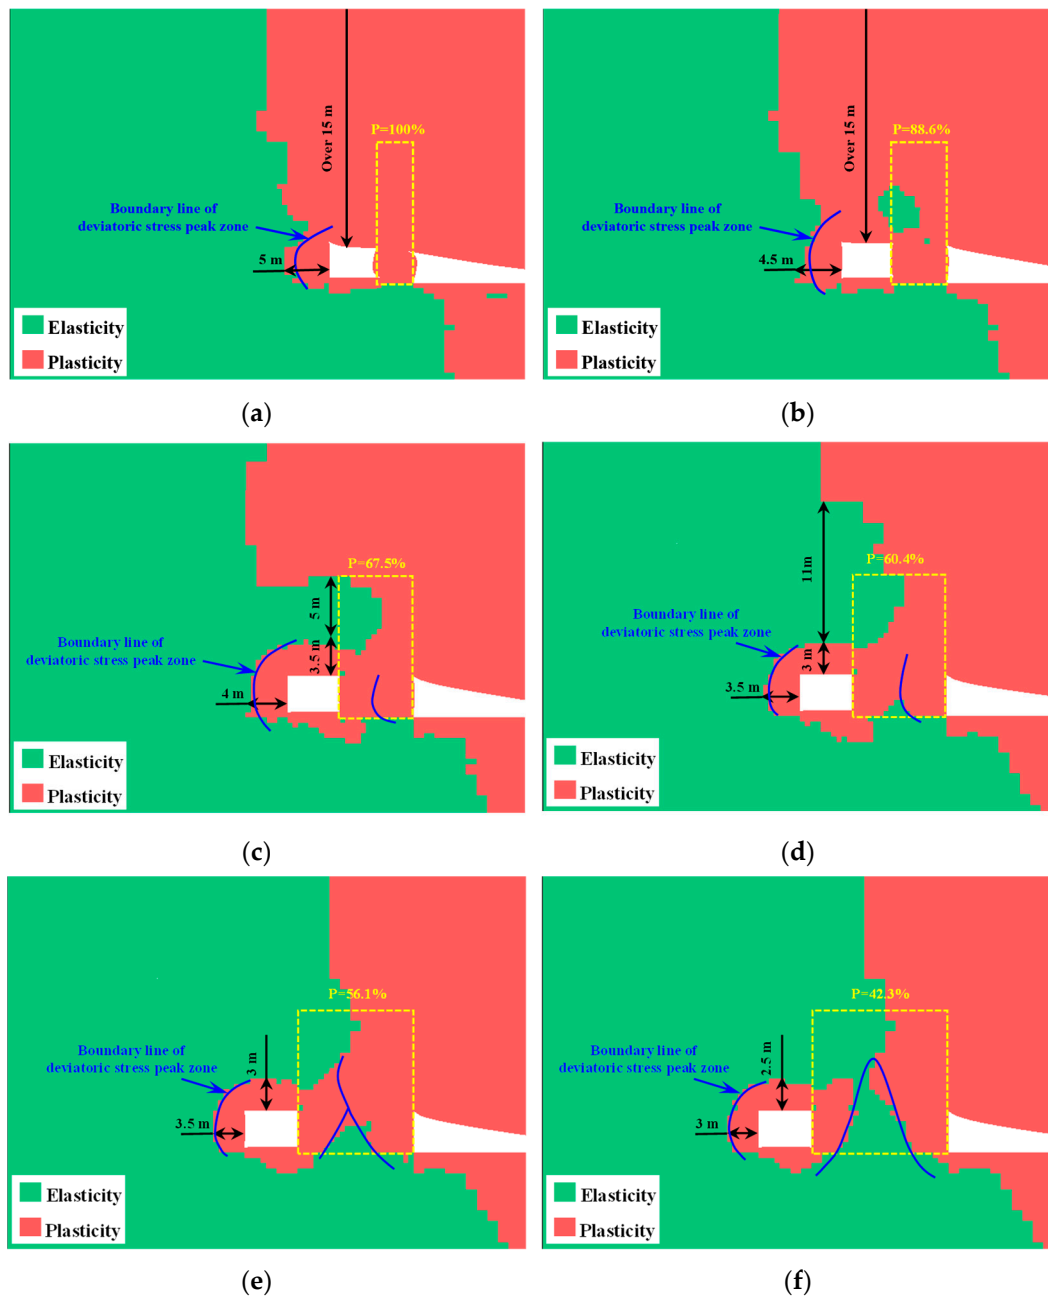 Over 15 m
P=100%
Boundary line of
deviatoric stress peak zone
5 m
Elasticity
Plasticity
(a)
Over 15 m
P=88.6%
Boundary line of
deviatoric stress peak zone
4.5 m
Elasticity
Plasticity
(b)
P=67.5%
5 m
Boundary line of
deviatoric stress peak zone
3.5 m
4 m
Elasticity
Plasticity
(c)
P=60.4%
11m
Boundary line of
deviatoric stress peak zone
3 m
3.5 m
Elasticity
Plasticity
(d)
P=56.1%
Boundary line of
deviatoric stress peak zone
3 m
3.5 m
Elasticity
Plasticity
(e)
P=42.3%
Boundary line of
deviatoric stress peak zone
2.5 m
3 m
Elasticity
Plasticity
(f)